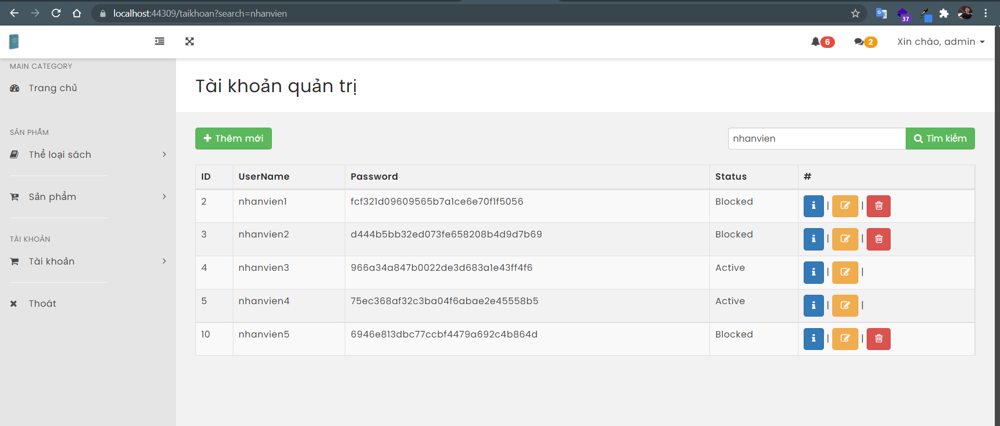 localhost:44309/taikhoan?search=nhanvien
37
6
2
Xin chào, admin
MAIN CATEGORY
Trang chủ
SẢN PHẨM
Thể loại sách
Sản phẩm
TÀI KHOẢN
Tài khoản
Thoát
Tài khoản quản trị
Thêm mới
nhanvien
Tìm kiếm
ID UserName Password Status #
2 nhanvien1 fcf321d09609565b7a1ce6e70f1f5056 Blocked | |
3 nhanvien2 d444b5bb32ed073fe658208b4d9d7b69 Blocked | |
4 nhanvien3 966a34a847b0022de3d683a1e43ff4f6 Active | |
5 nhanvien4 75ec368af32c3ba04f6abae2e45558b5 Active | |
10 nhanvien5 6946e813dbc77ccbf4479a692c4b864d Blocked | |